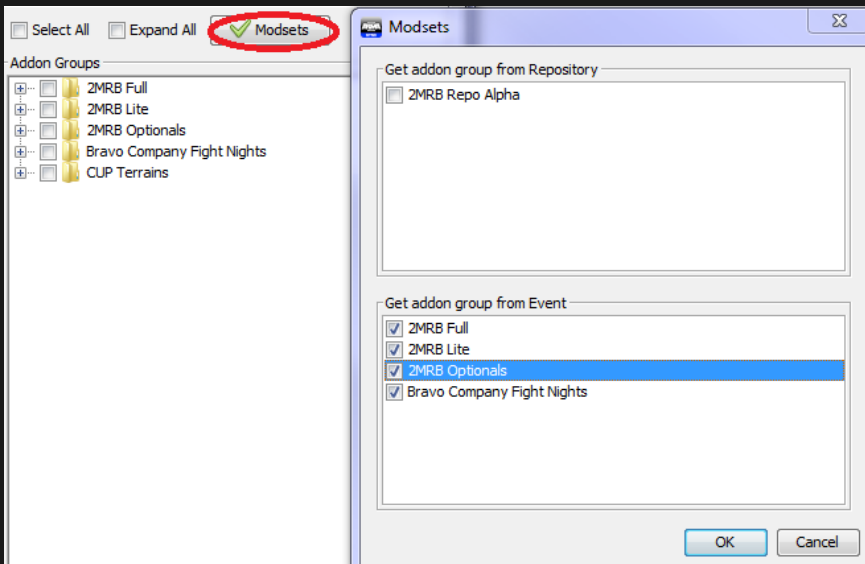 Select All
Expand All
Modsets
Addon Groups
2MRB Full
2MRB Lite
2MRB Optionals
Bravo Company Fight Nights
CUP Terrains
Modsets
Get addon group from Repository
2MRB Repo Alpha
Get addon group from Event
2MRB Full
2MRB Lite
2MRB Optionals
Bravo Company Fight Nights
OK
Cancel